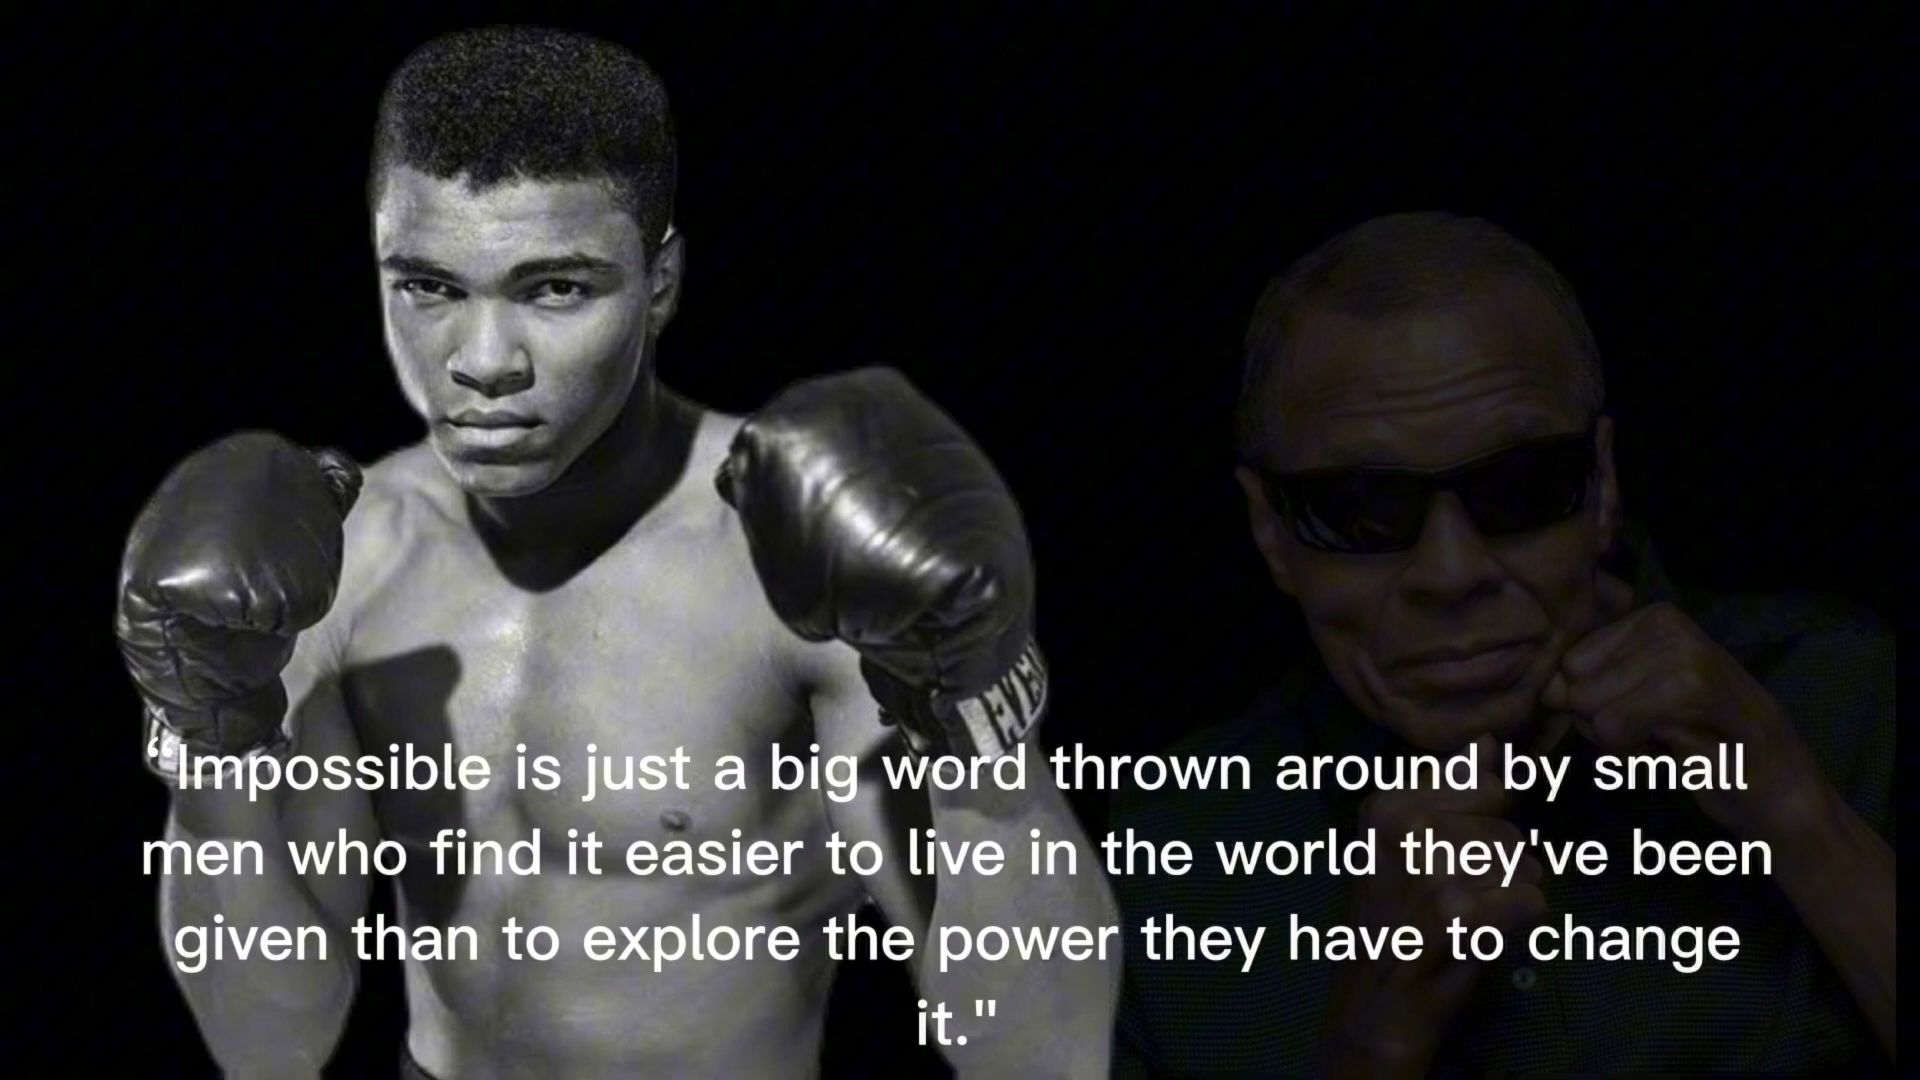 EVE
“Impossible is just a big word thrown around by small
men who find it easier to live in the world they've been
given than to explore the power they have to change
it."